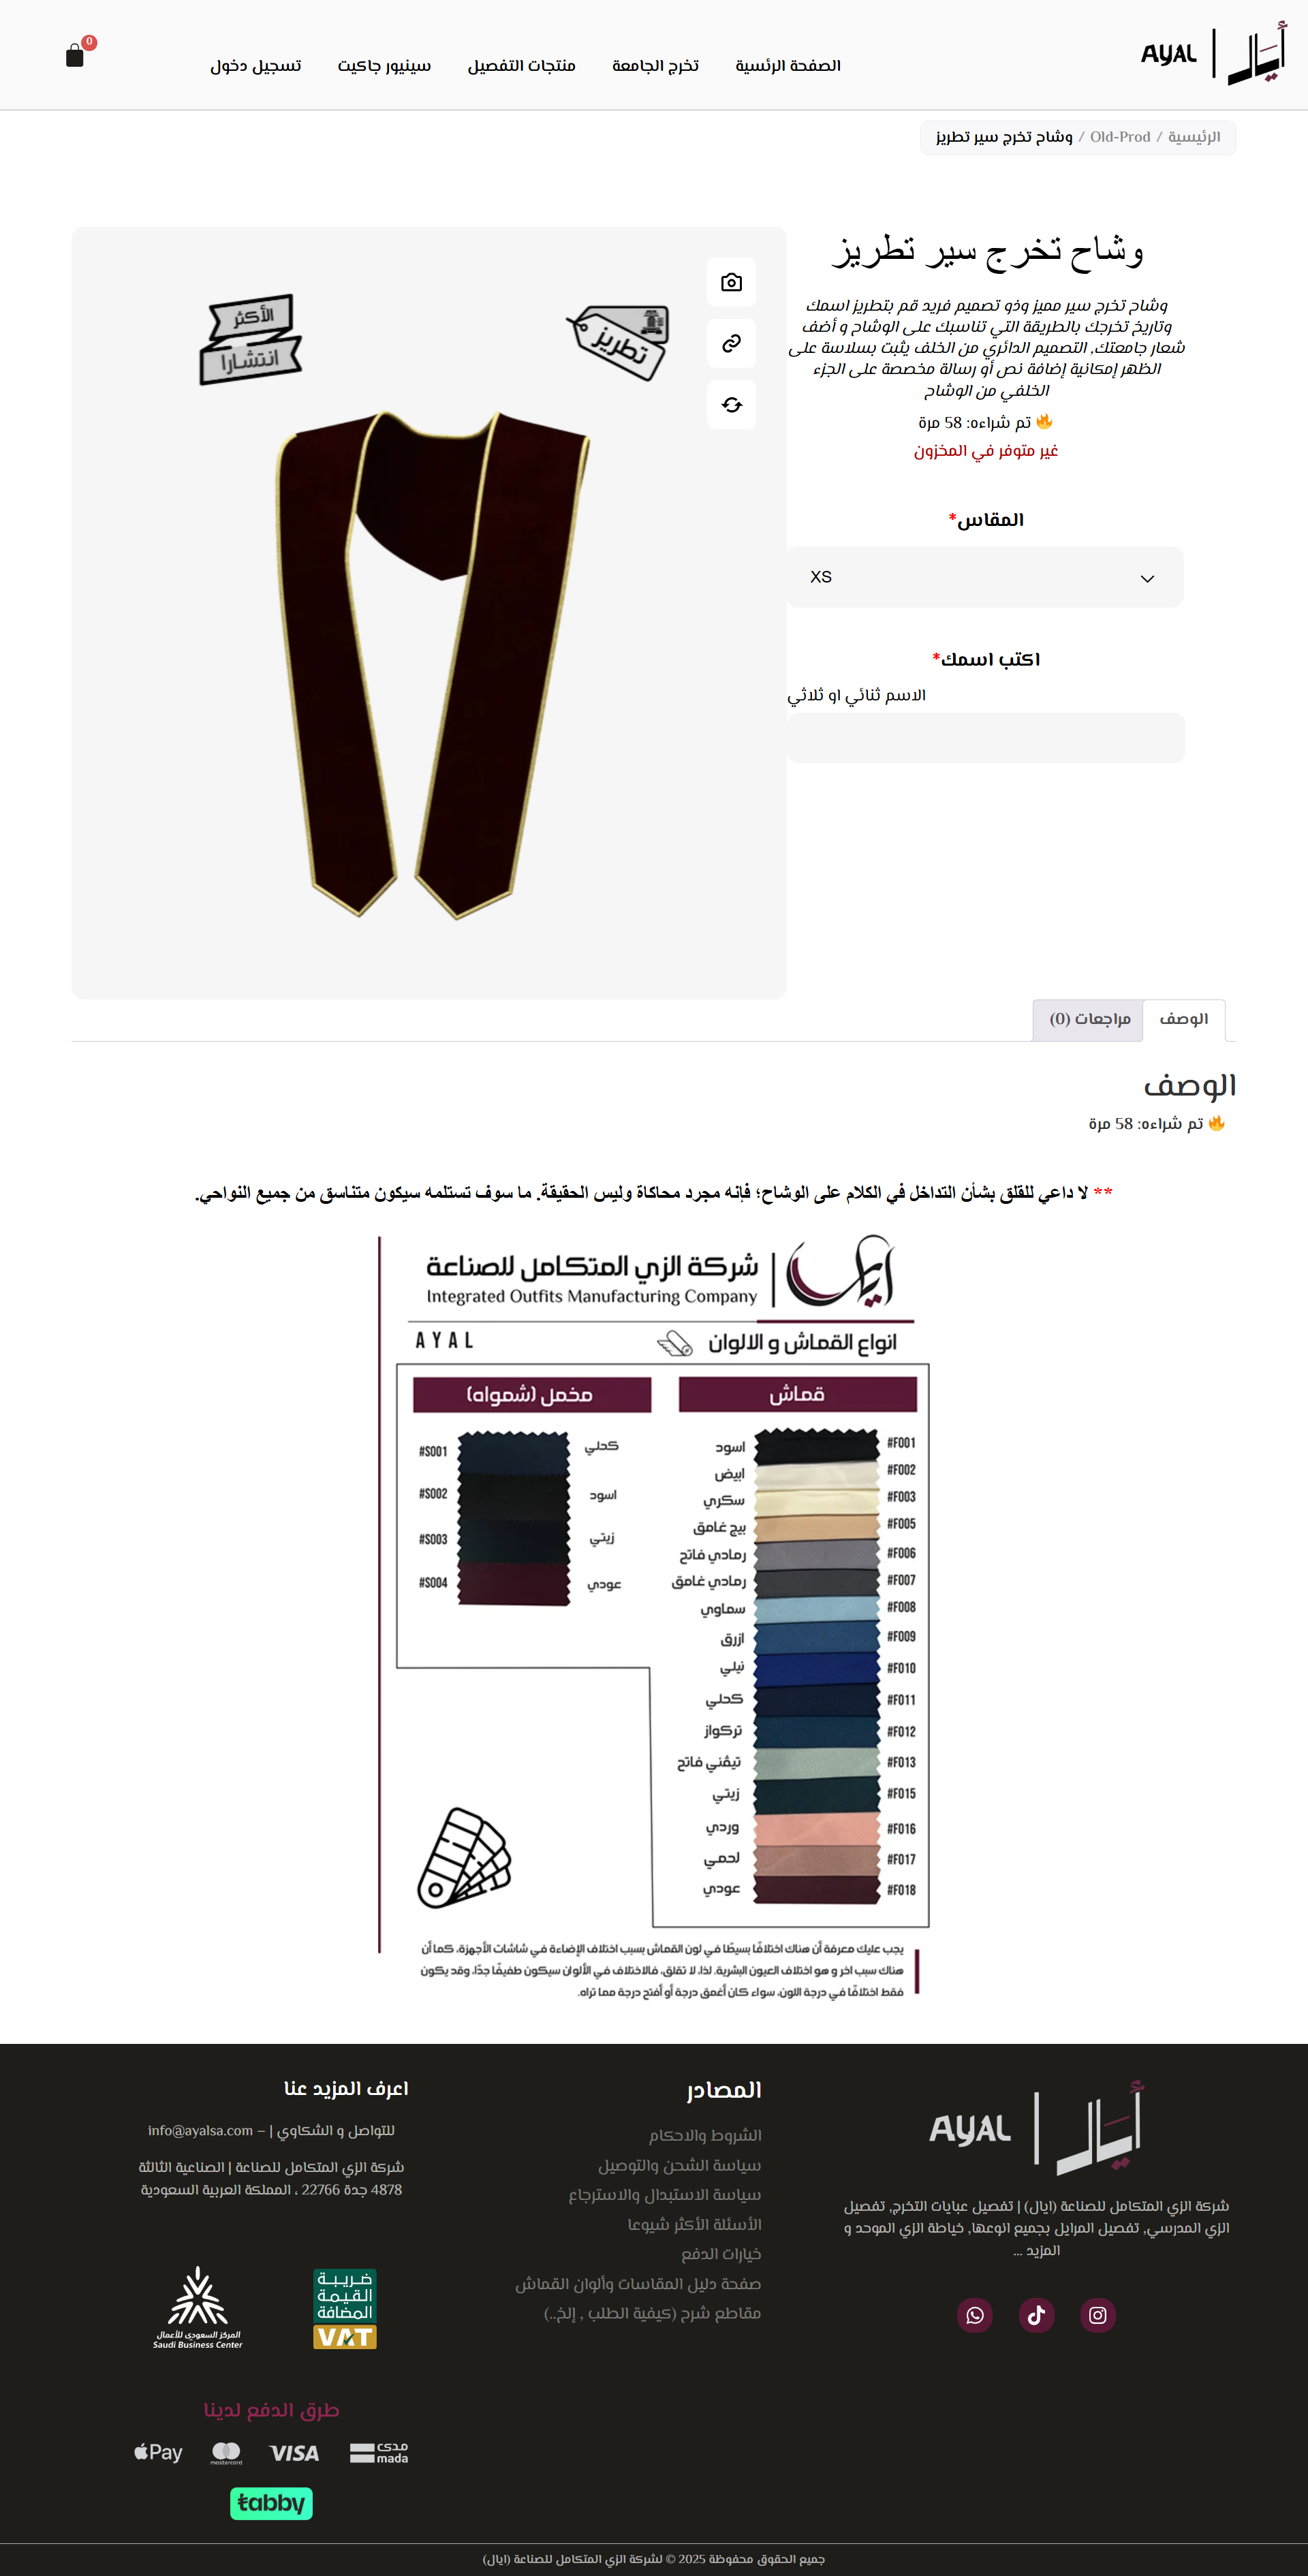 أيال | AYAL
الصفحة الرئسية
تخرج الجامعة
منتجات التفصيل
سينيور جاكيت
تسجيل دخول
0
الرئيسية / Old-Prod / وشاح تخرج سير تطريز
وشاح تخرج سير تطريز
وشاح تخرج سير مميز وذو تصميم فريد قم بتطريز اسمك
وتاريخ تخرجك بالطريقة التي تناسبك على الوشاح و أضف
شعار جامعتك, التصميم الدائري من الخلف يثبت بسلاسة على
الظهر إمكانية إضافة نص أو رسالة مخصصة على الجزء
الخلفي من الوشاح
🔥 تم شراءه: 58 مرة
غير متوفر في المخزون
المقاس*
XS
اكتب اسمك*
الاسم ثنائي او ثلاثي
تطريز
الأكثر
انتشارا
الوصف
مراجعات (0)
الوصف
🔥 تم شراءه: 58 مرة
** لا داعي للقلق بشأن التداخل في الكلام على الوشاح؛ فإنه مجرد محاكاة وليس الحقيقة. ما سوف تستلمه سيكون متناسق من جميع النواحي.
ايال | شركة الزي المتكامل للصناعة
Integrated Outfits Manufacturing Company
انواع القماش و الالوان
AYAL
قماش
#F001 اسود
#F002 ابيض
#F003 سكري
#F005 بيج غامق
#F006 رمادي فاتح
#F007 رمادي غامق
#F008 سماوي
#F009 ازرق
#F010 نيلي
#F011 كحلي
#F012 تركواز
#F013 تيفني فاتح
#F015 زيتي
#F016 وردي
#F017 لحمي
#F018 عودي
مخمل (شمواه)
كحلي #S001
اسود #S002
زيتي #S003
عودي #S004
يجب عليك معرفة أن هناك اختلافًا بسيطًا في لون القماش بسبب اختلاف الإضاءة في شاشات الأجهزة، كما أن
هناك سبب اخر و هو اختلاف العيون البشرية. لذا، لا تقلق، فالاختلاف في الألوان سيكون طفيفًا جدًا، وقد يكون
فقط اختلافًا في درجة اللون، سواء كان أغمق درجة أو أفتح درجة مما تراه.
أيال | AYAL
شركة الزي المتكامل للصناعة (ايال) | تفصيل عبايات التخرج, تفصيل
الزي المدرسي, تفصيل المرايل بجميع انوعها, خياطة الزي الموحد و
المزيد ...
المصادر
الشروط والاحكام
سياسة الشحن والتوصيل
سياسة الاستبدال والاسترجاع
الأسئلة الأكثر شيوعا
خيارات الدفع
صفحة دليل المقاسات وألوان القماش
مقاطع شرح (كيفية الطلب , إلخ..)
اعرف المزيد عنا
للتواصل و الشكاوي | – info@ayalsa.com
شركة الزي المتكامل للصناعة | الصناعية الثالثة
4878 جدة 22766 ، المملكة العربية السعودية
ضريبة
القيمة
المضافة
VAT
المركز السعودي للأعمال
Saudi Business Center
طرق الدفع لدينا
مدى
mada
VISA
mastercard
Pay
tabby
جميع الحقوق محفوظة 2025 © لشركة الزي المتكامل للصناعة (ايال)